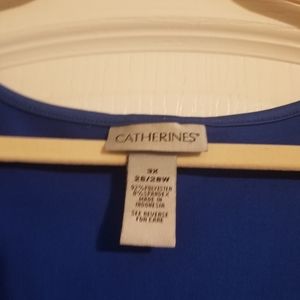 CATHERINES®
3X
26/28W
92% POLYESTER
8% SPANDEX
MADE IN
INDONESIA
SEE REVERSE
FOR CARE